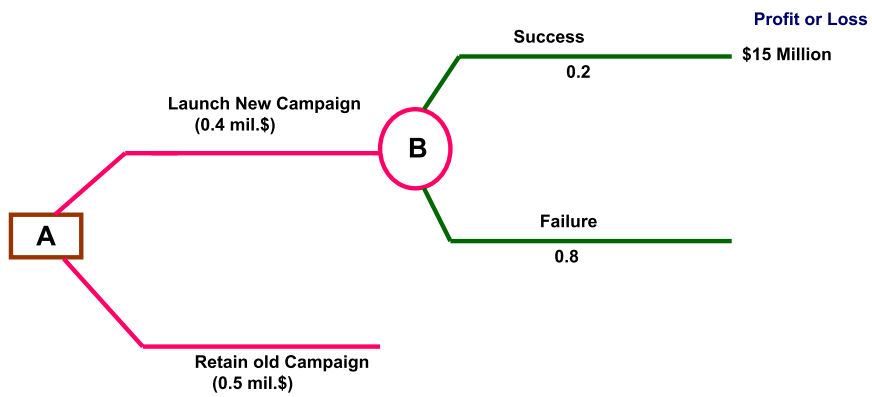 Profit or Loss
Success
$15 Million
0.2
Launch New Campaign
(0.4 mil.$)
B
Failure
A
0.8
Retain old Campaign
(0.5 mil.$)